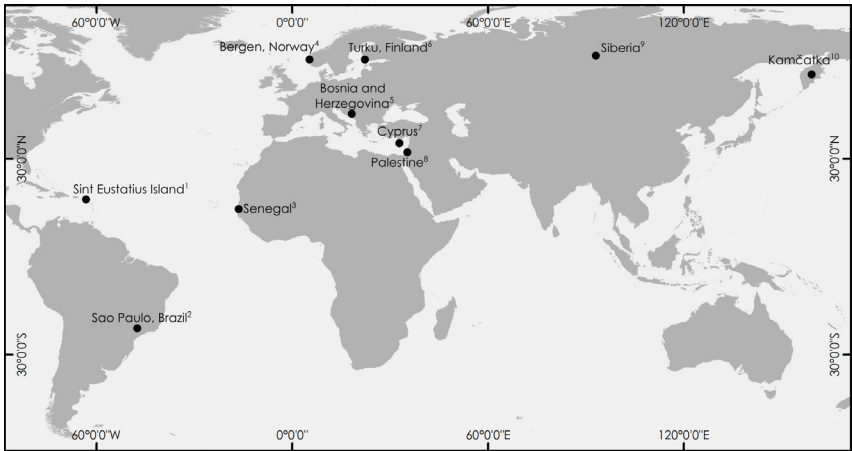 60°0'0"W 0°0'0" 60°0'0"E 120°0'0"E
Bergen, Norway⁴
Turku, Finland⁶
Siberia⁹
Kamčatka¹⁰
Bosnia and
Herzegovina⁵
Cyprus⁷
Palestine⁸
30°0'0"N 30°0'0"N
Sint Eustatius Island¹
Senegal³
Sao Paulo, Brazil²
30°0'0"S 30°0'0"S
60°0'0"W 0°0'0" 60°0'0"E 120°0'0"E